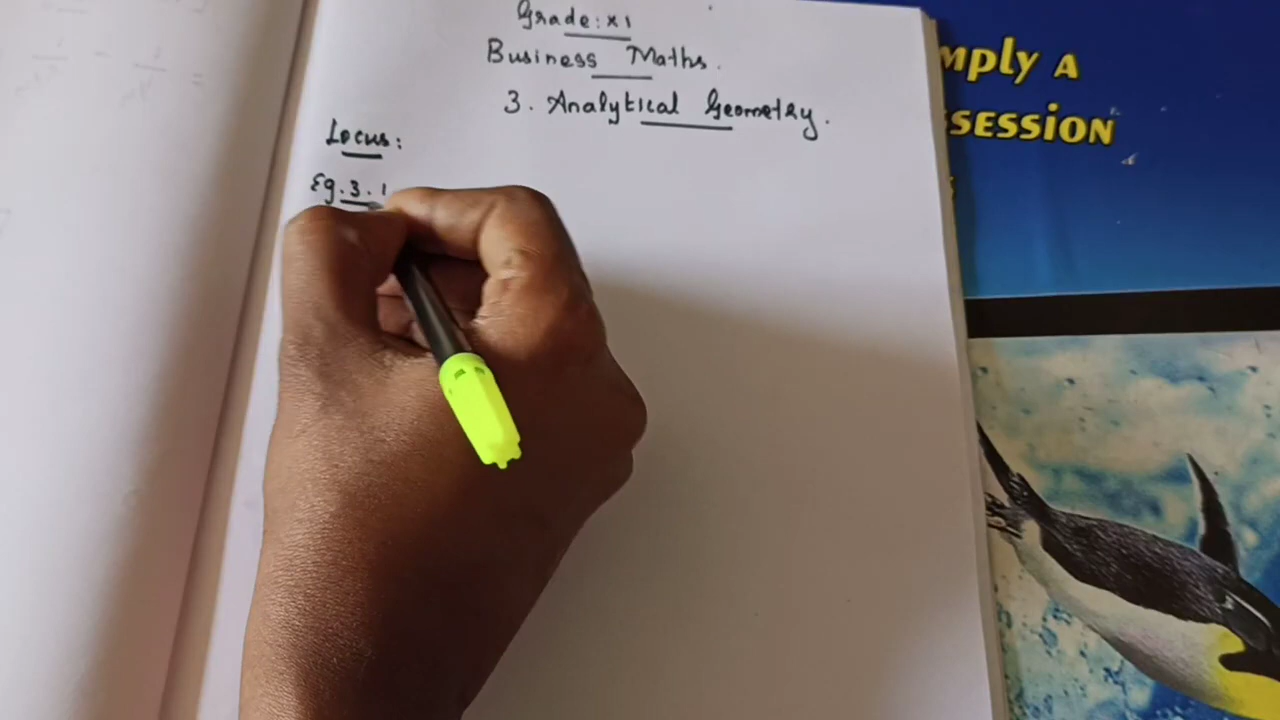 Grade: XI
Business Maths.
3. Analytical Geometry.
Locus:
Eg. 3.1
mply A
SESSION